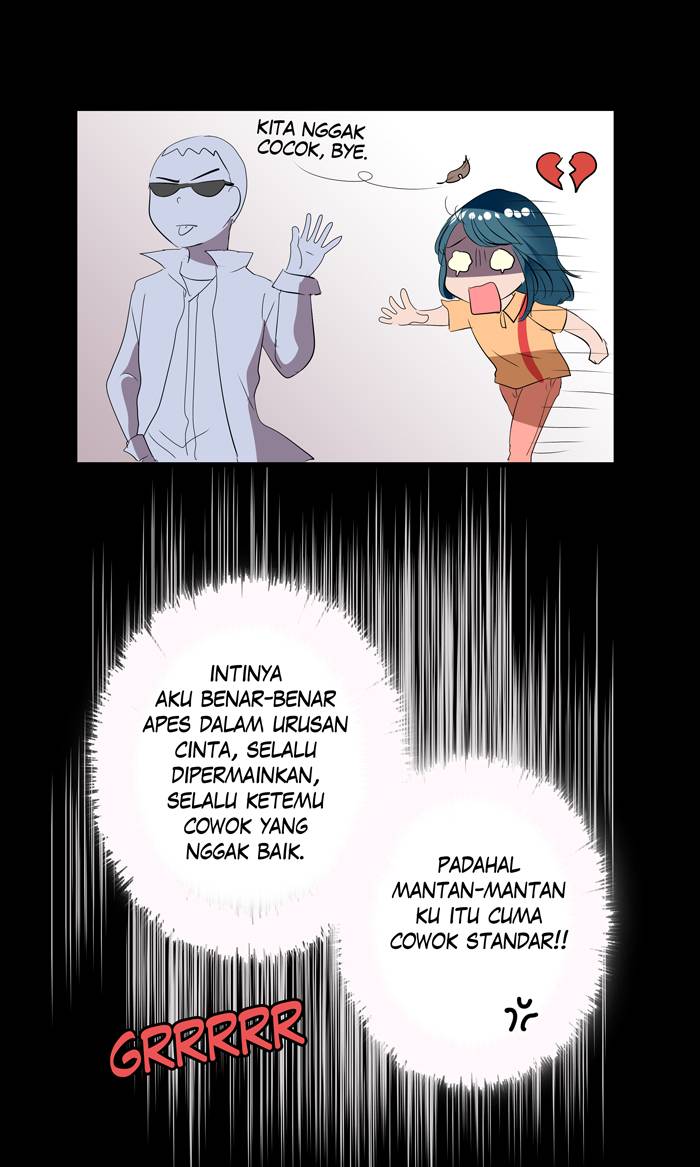 KITA NGGAK
COCOK, BYE.
INTINYA
AKU BENAR-BENAR
APES DALAM URUSAN
CINTA, SELALU
DIPERMAINKAN,
SELALU KETEMU
COWOK YANG
NGGAK BAIK.
PADAHAL
MANTAN-MANTAN
KU ITU CUMA
COWOK STANDAR!!
GRRRRR